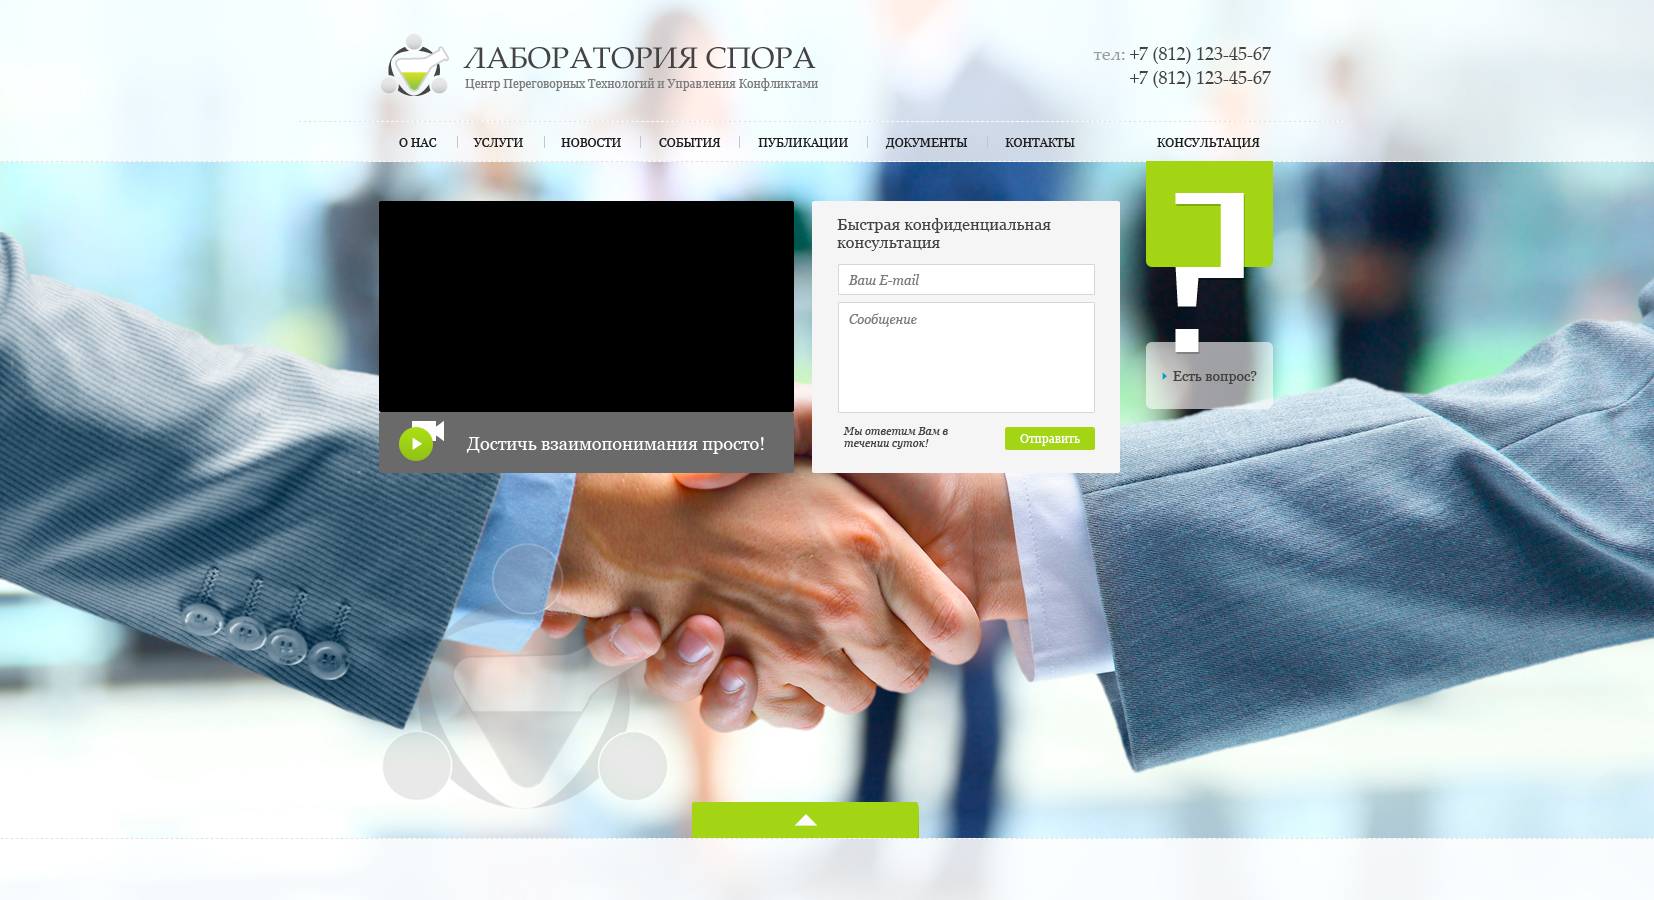 ЛАБОРАТОРИЯ СПОРА
Центр Переговорных Технологий и Управления Конфликтами
тел: +7 (812) 123-45-67
+7 (812) 123-45-67
О НАС
УСЛУГИ
НОВОСТИ
СОБЫТИЯ
ПУБЛИКАЦИИ
ДОКУМЕНТЫ
КОНТАКТЫ
КОНСУЛЬТАЦИЯ
Достичь взаимопонимания просто!
Быстрая конфиденциальная
консультация
Ваш E-mail
Сообщение
Мы ответим Вам в
течении суток!
Отправить
?
Есть вопрос?